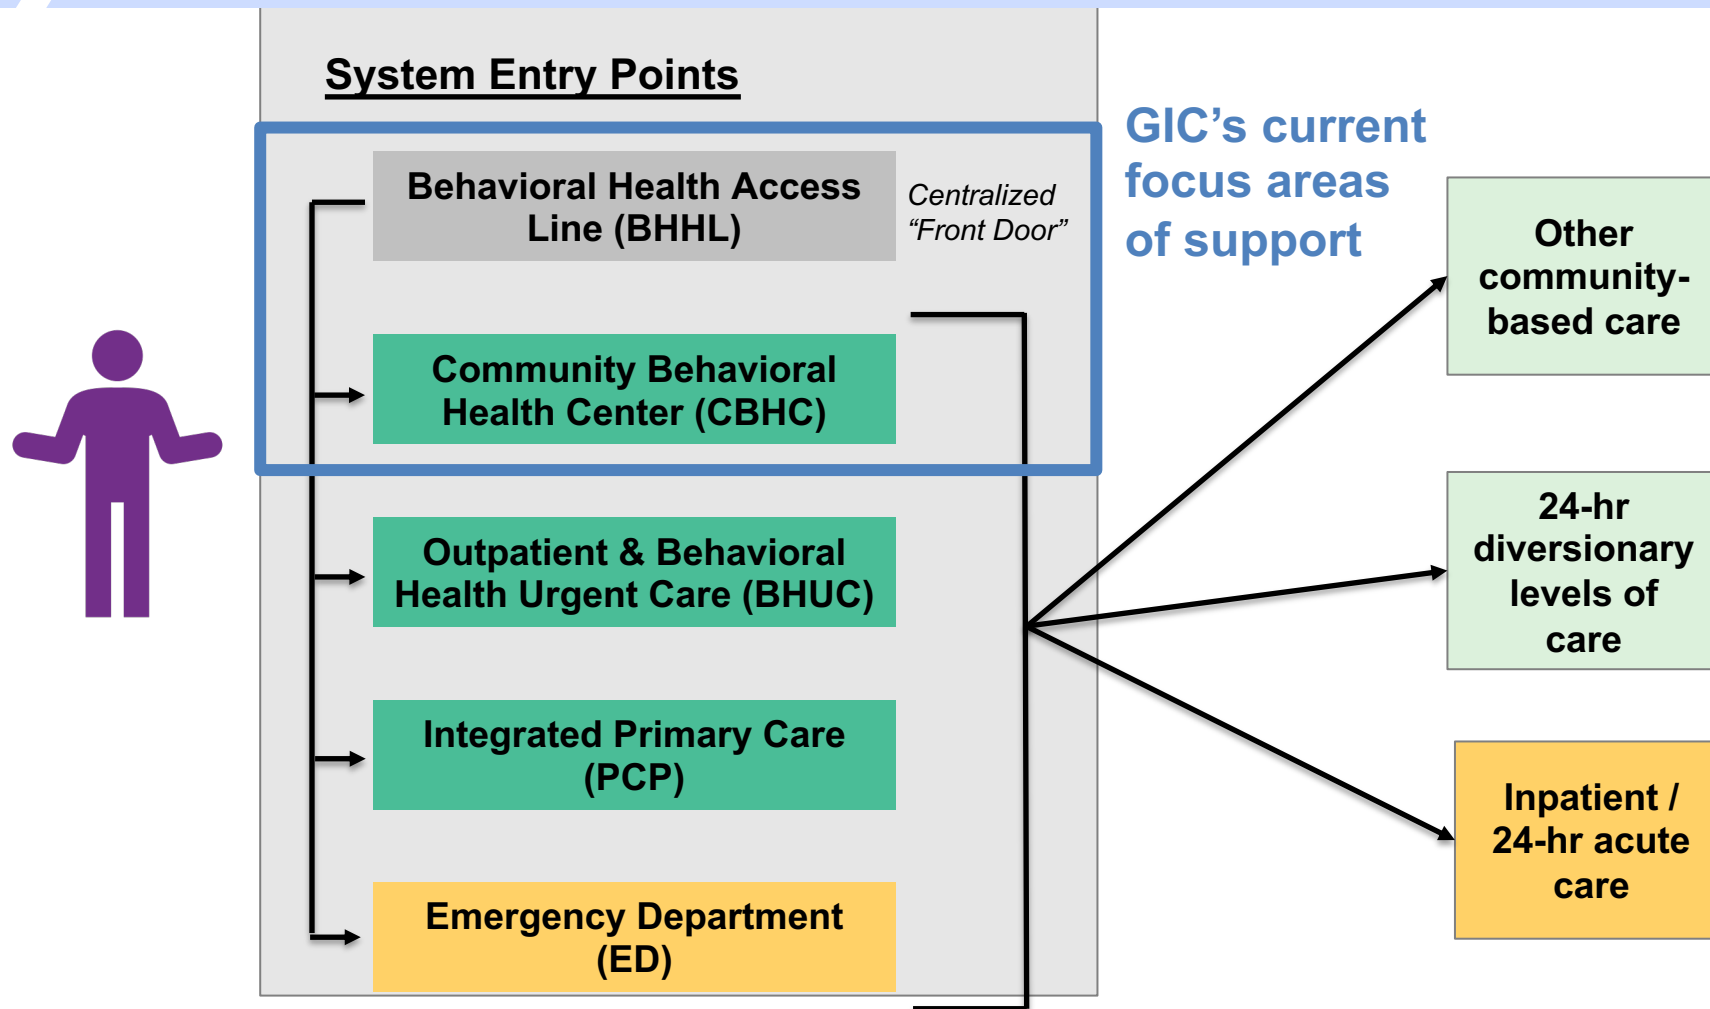 System Entry Points
Behavioral Health Access
Line (BHHL)
Centralized
“Front Door”
GIC’s current
focus areas
of support
Community Behavioral
Health Center (CBHC)
Outpatient & Behavioral
Health Urgent Care (BHUC)
Integrated Primary Care
(PCP)
Emergency Department
(ED)
Other
community-
based care
24-hr
diversionary
levels of
care
Inpatient /
24-hr acute
care